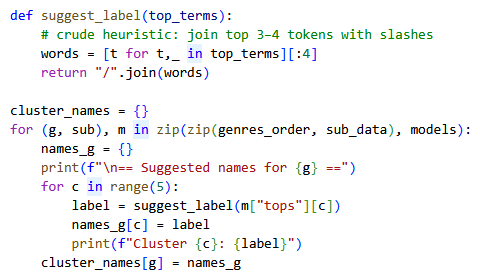 def suggest_label(top_terms):
    # crude heuristic: join top 3–4 tokens with slashes
    words = [t for t,_ in top_terms][:4]
    return "/".join(words)

cluster_names = {}
for (g, sub), m in zip(zip(genres_order, sub_data), models):
    names_g = {}
    print(f"\n== Suggested names for {g} ==")
    for c in range(5):
        label = suggest_label(m["tops"][c])
        names_g[c] = label
        print(f"Cluster {c}: {label}")
    cluster_names[g] = names_g